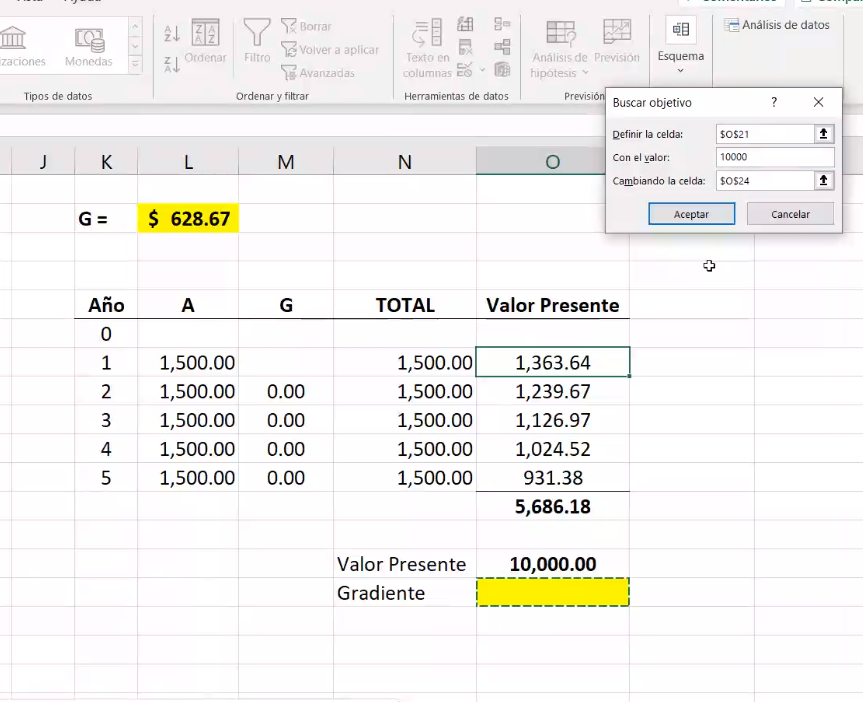 Monedas
Tipos de datos
Ordenar
Filtro
Borrar
Volver a aplicar
Avanzadas
Ordenar y filtrar
Texto en
columnas
Herramientas de datos
Análisis de
hipótesis
Previsión
Previsión
Esquema
Análisis de datos
Buscar objetivo ?
Definir la celda: $O$21
Con el valor: 10000
Cambiando la celda: $O$24
Aceptar Cancelar
J K L M N O
G = $ 628.67
Año A G TOTAL Valor Presente
0
1 1,500.00 1,500.00 1,363.64
2 1,500.00 0.00 1,500.00 1,239.67
3 1,500.00 0.00 1,500.00 1,126.97
4 1,500.00 0.00 1,500.00 1,024.52
5 1,500.00 0.00 1,500.00 931.38
5,686.18
Valor Presente 10,000.00
Gradiente